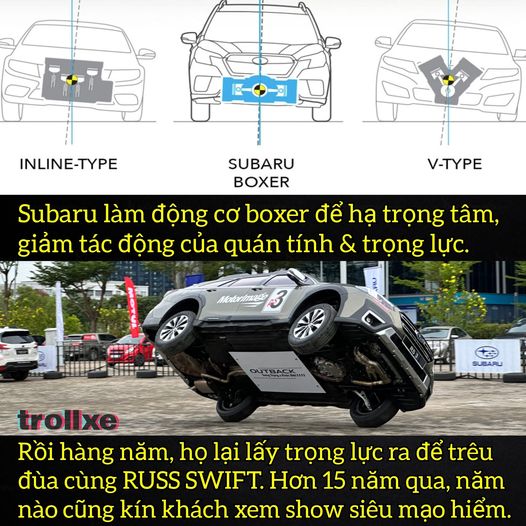 INLINE-TYPE
SUBARU
BOXER
V-TYPE
Subaru làm động cơ boxer để hạ trọng tâm,
giảm tác động của quán tính & trọng lực.
MotorImage 3
SUBARU
OUTBACK
trollxe
Rồi hàng năm, họ lại lấy trọng lực ra để trêu
đùa cùng RUSS SWIFT. Hơn 15 năm qua, năm
nào cũng kín khách xem show siêu mạo hiểm.